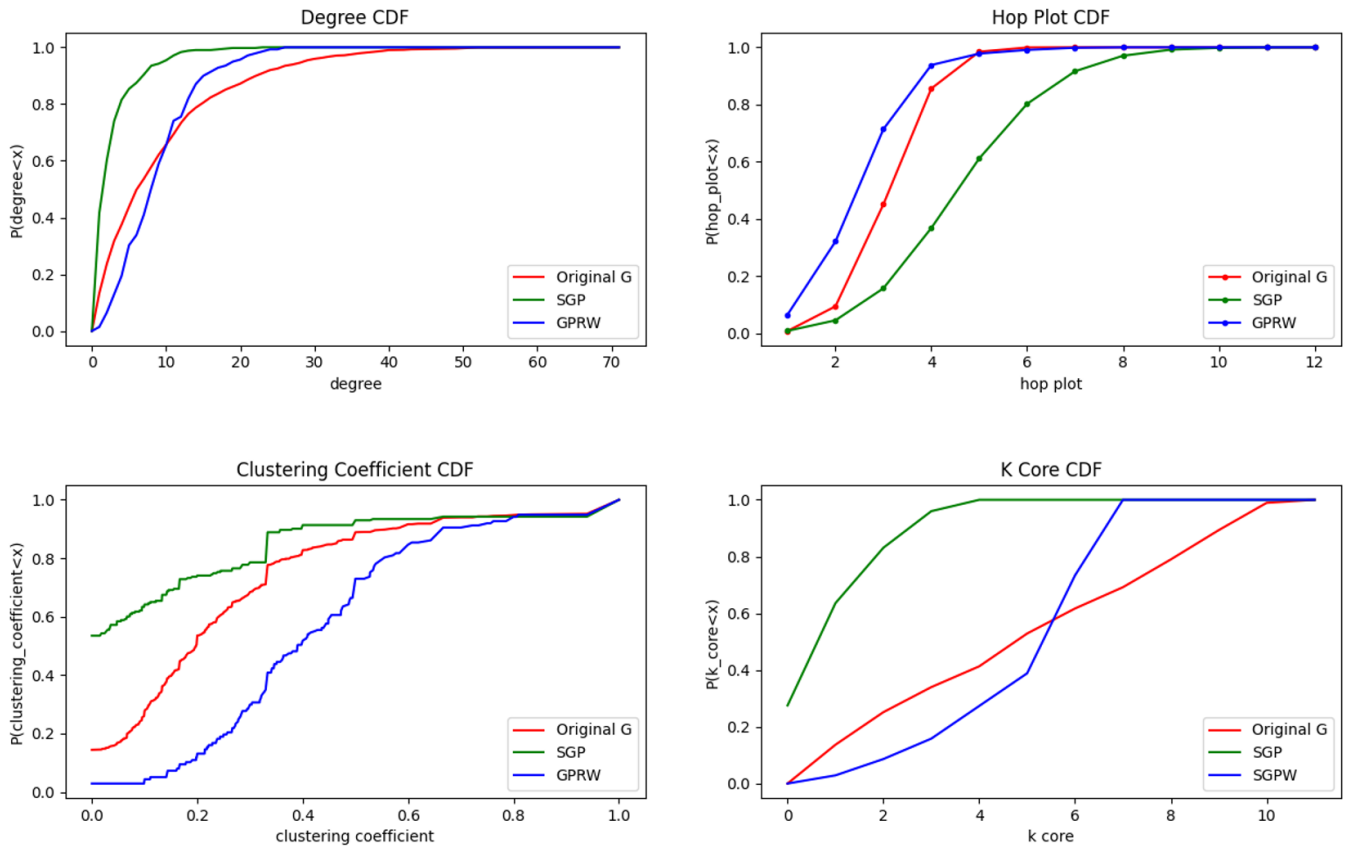 Degree CDF
P(degree<x)
1.0
0.8
0.6
0.4
0.2
0.0
Original G
SGP
GPRW
0 10 20 30 40 50 60 70
degree
Hop Plot CDF
P(hop_plot<x)
1.0
0.8
0.6
0.4
0.2
0.0
Original G
SGP
GPRW
2 4 6 8 10 12
hop plot
Clustering Coefficient CDF
P(clustering_coefficient<x)
1.0
0.8
0.6
0.4
0.2
0.0
Original G
SGP
GPRW
0.0 0.2 0.4 0.6 0.8 1.0
clustering coefficient
K Core CDF
P(k_core<x)
1.0
0.8
0.6
0.4
0.2
0.0
Original G
SGP
SGPW
0 2 4 6 8 10
k core